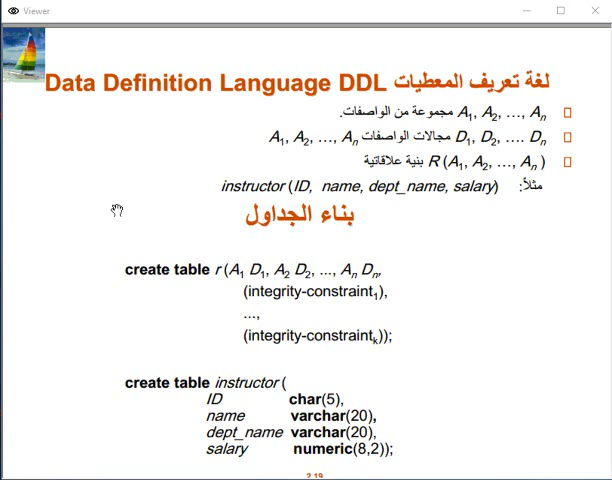 Viewer
لغة تعريف المعطيات Data Definition Language DDL
A1, A2, …, An مجموعة من الواصفات.
D1, D2, …. Dn مجالات الواصفات A1, A2, …, An
R (A1, A2, …, An ) بنية علاقاتية
مثلاً: instructor (ID, name, dept_name, salary)
بناء الجداول
create table r (A1 D1, A2 D2, ..., An Dn,
(integrity-constraint1),
...,
(integrity-constraintk));
create table instructor (
ID char(5),
name varchar(20),
dept_name varchar(20),
salary numeric(8,2));
2.19